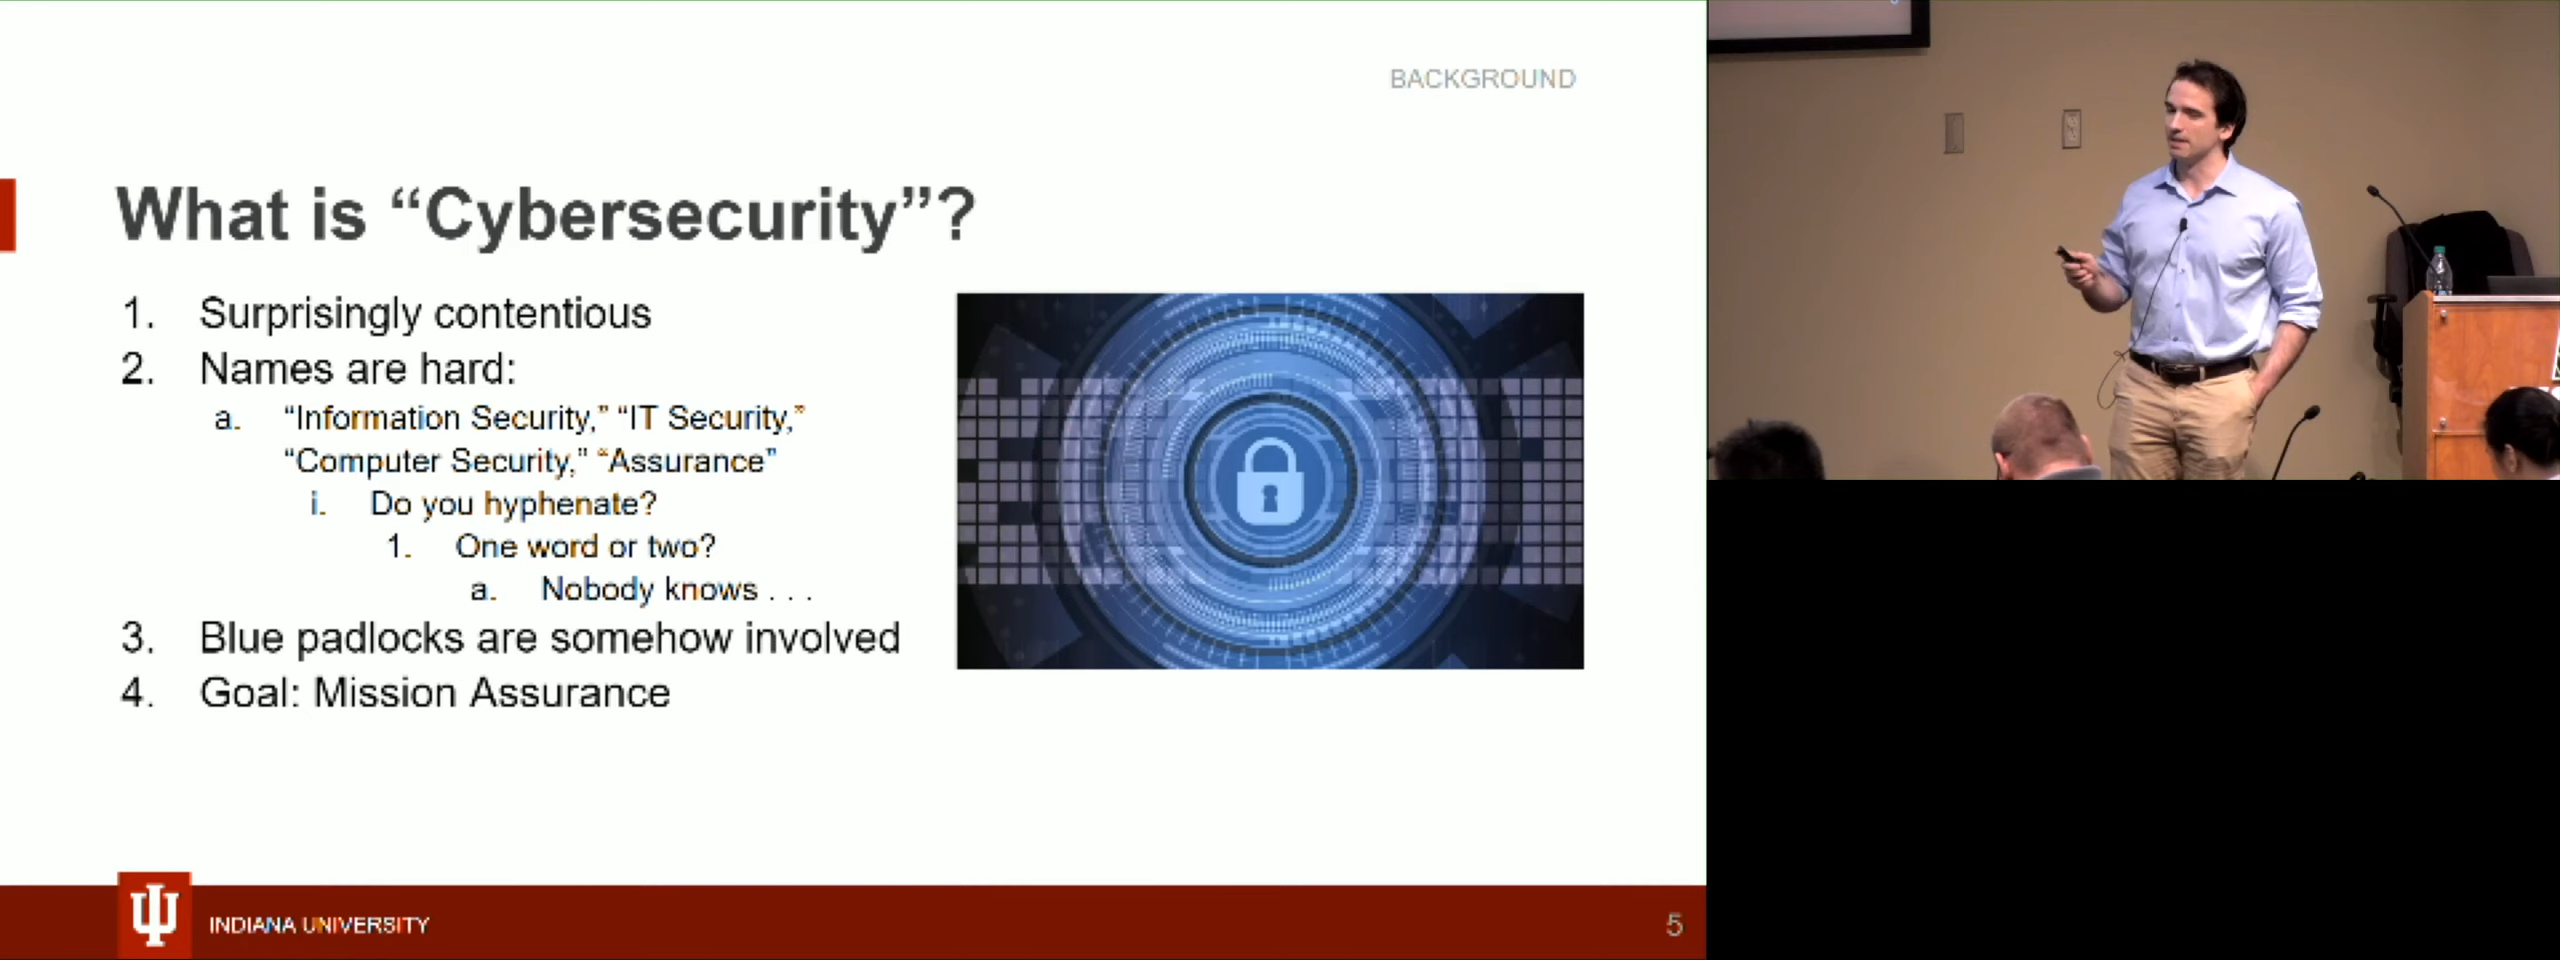 BACKGROUND
What is “Cybersecurity”?
1. Surprisingly contentious
2. Names are hard:
a. “Information Security,” “IT Security,”
“Computer Security,” “Assurance”
i. Do you hyphenate?
1. One word or two?
a. Nobody knows . . .
3. Blue padlocks are somehow involved
4. Goal: Mission Assurance
INDIANA UNIVERSITY
5